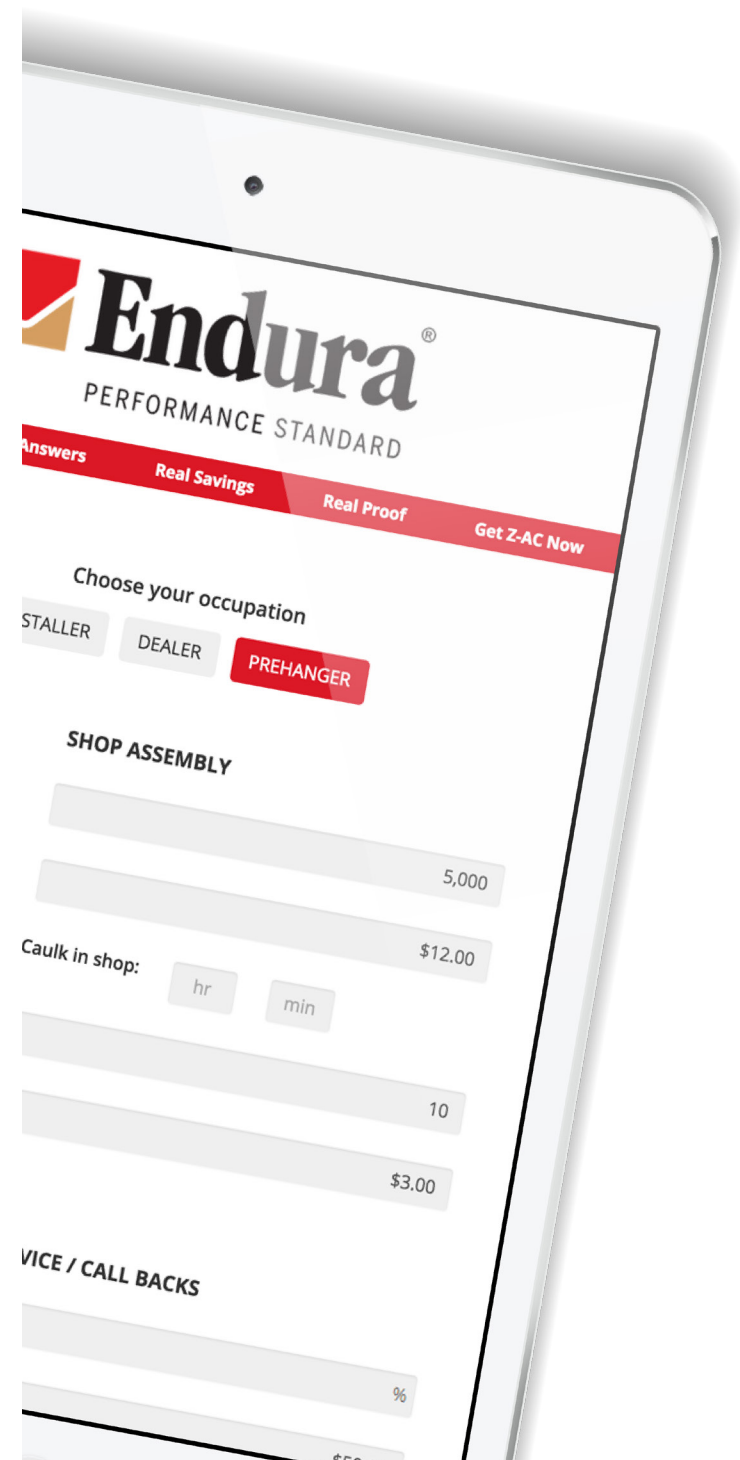 Endura®
PERFORMANCE STANDARD
Answers Real Savings Real Proof Get Z-AC Now
Choose your occupation
STALLER DEALER PREHANGER
SHOP ASSEMBLY
5,000
$12.00
Caulk in shop: hr min
10
$3.00
VICE / CALL BACKS
%